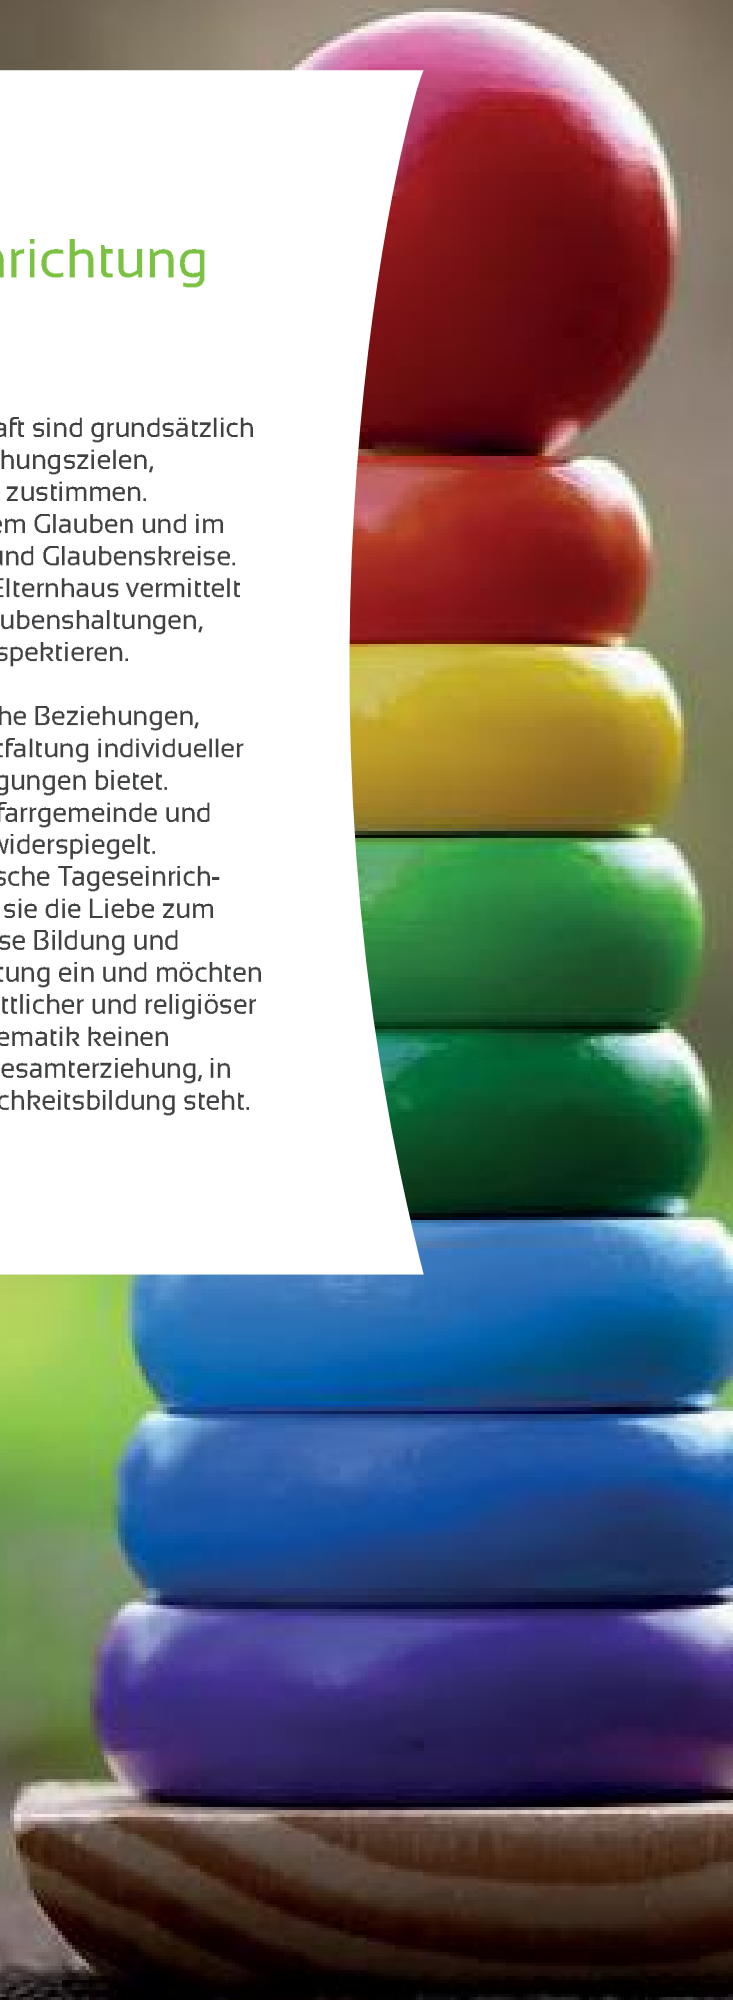 richtung
aft sind grundsätzlich
hungszielen,
zustimmen.
em Glauben und im
und Glaubenskreise.
Elternhaus vermittelt
ubenshaltungen,
spektieren.
he Beziehungen,
tfaltung individueller
gungen bietet.
farrgemeinde und
widerspiegelt.
sche Tageseinrich-
sie die Liebe zum
se Bildung und
tung ein und möchten
ttlicher und religiöser
ematik keinen
esamterziehung, in
chkeitsbildung steht.